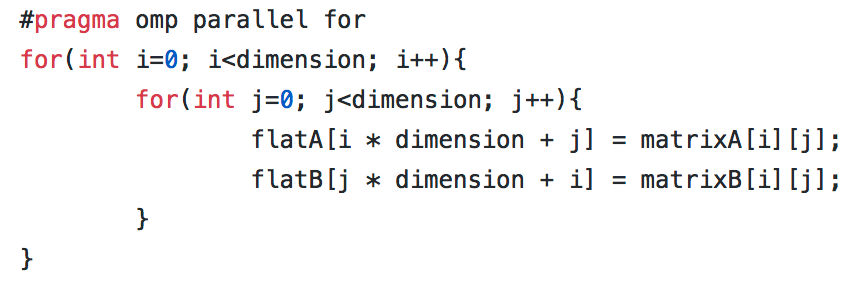 #pragma omp parallel for
for(int i=0; i<dimension; i++){
        for(int j=0; j<dimension; j++){
                flatA[i * dimension + j] = matrixA[i][j];
                flatB[j * dimension + i] = matrixB[i][j];
        }
}